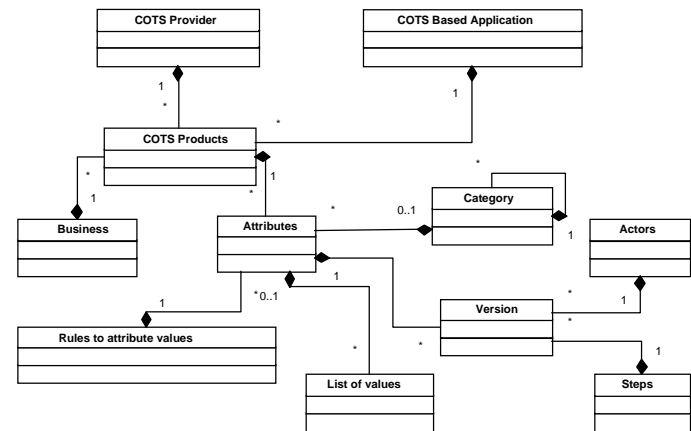 COTS Provider
COTS Based Application
1
*
1
*
COTS Products
*
1
1
*
*
Category
0..1
1
*
Business
Attributes
Actors
*
1
*
Version
1
*0..1
1
*
*
1
Rules to attribute values
*
List of values
Steps